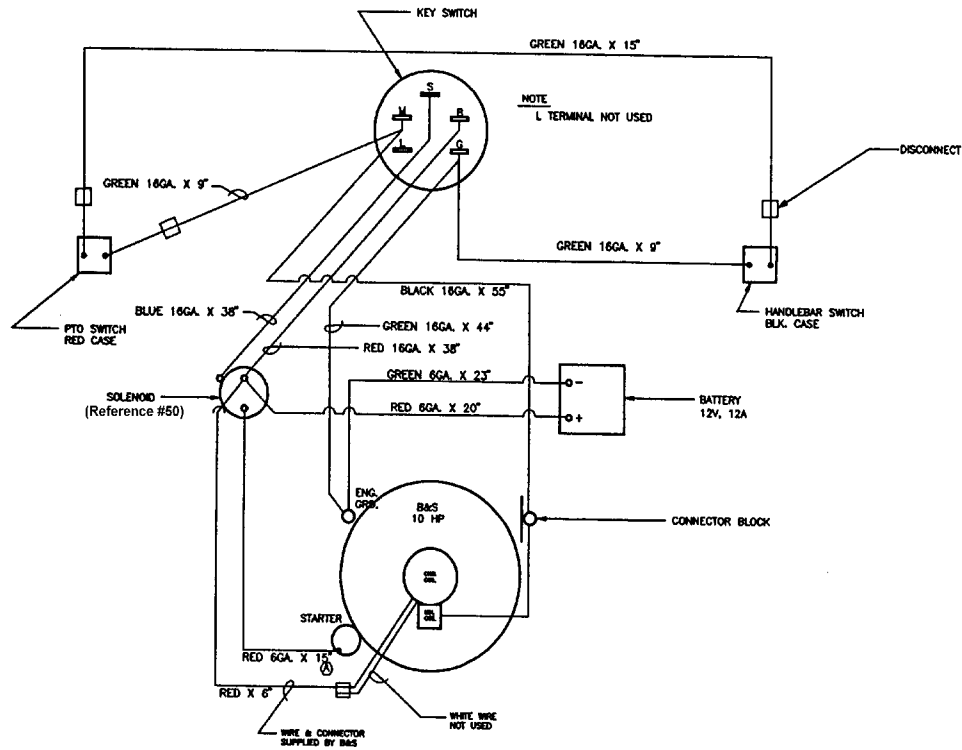 KEY SWITCH
GREEN 16GA. X 15"
S
M
B
L
G
NOTE
L TERMINAL NOT USED
DISCONNECT
GREEN 16GA. X 9"
GREEN 16GA. X 9"
BLACK 16GA. X 55"
PTO SWITCH
RED CASE
HANDLEBAR SWITCH
BLK. CASE
BLUE 16GA. X 38"
GREEN 16GA. X 44"
RED 16GA. X 38"
GREEN 6GA. X 23"
SOLENOID
(Reference #50)
RED 6GA. X 20"
-
+
BATTERY
12V, 12A
ENG.
GRD.
B&S
10 HP
CONNECTOR BLOCK
COIL
STARTER
RED 6GA. X 15"
A
RED X 6"
WIRE & CONNECTOR
SUPPLIED BY B&S
WHITE WIRE
NOT USED